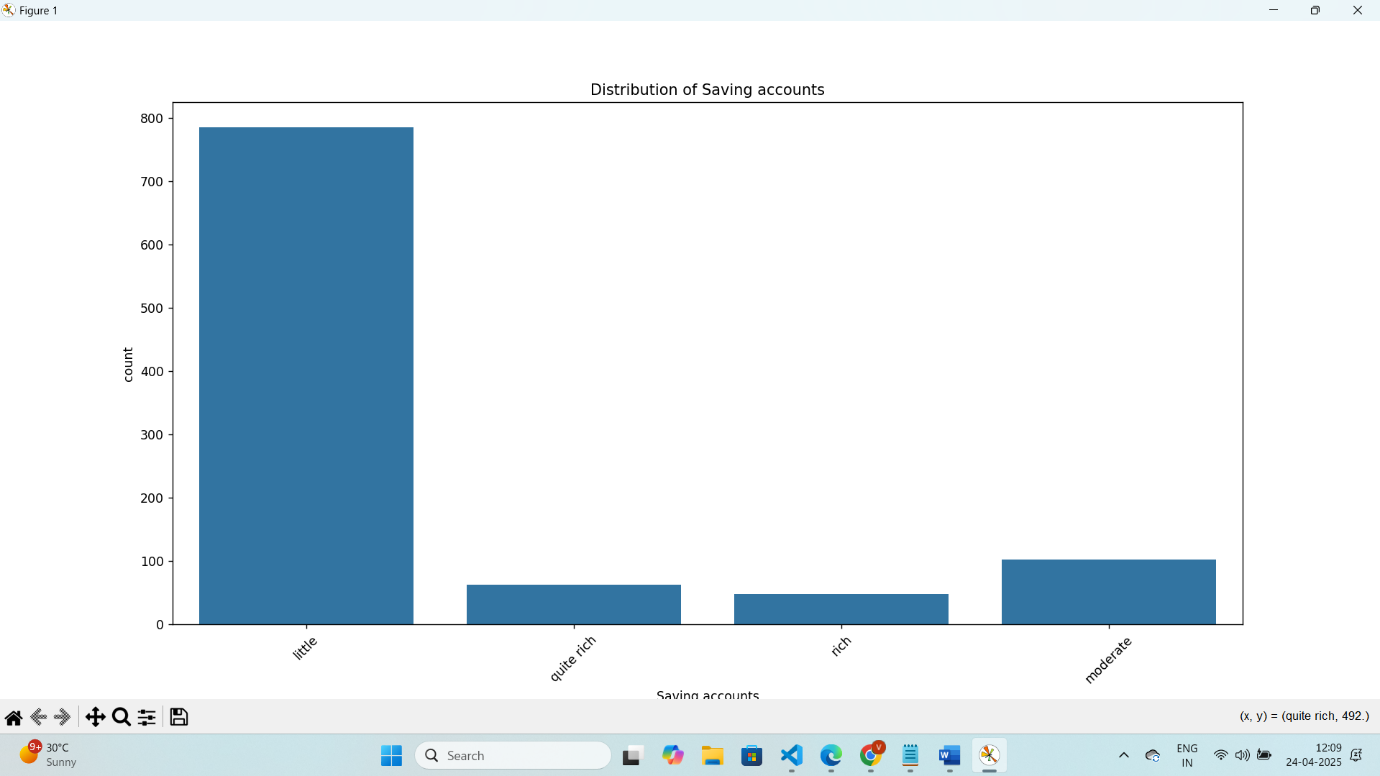 Figure 1
Distribution of Saving accounts
800
700
600
500
400
300
200
100
0
count
little
quite rich
rich
moderate
Saving accounts
(x, y) = (quite rich, 492.)
9+
30°C
Sunny
Search
V
W
ENG
IN
12:09
24-04-2025